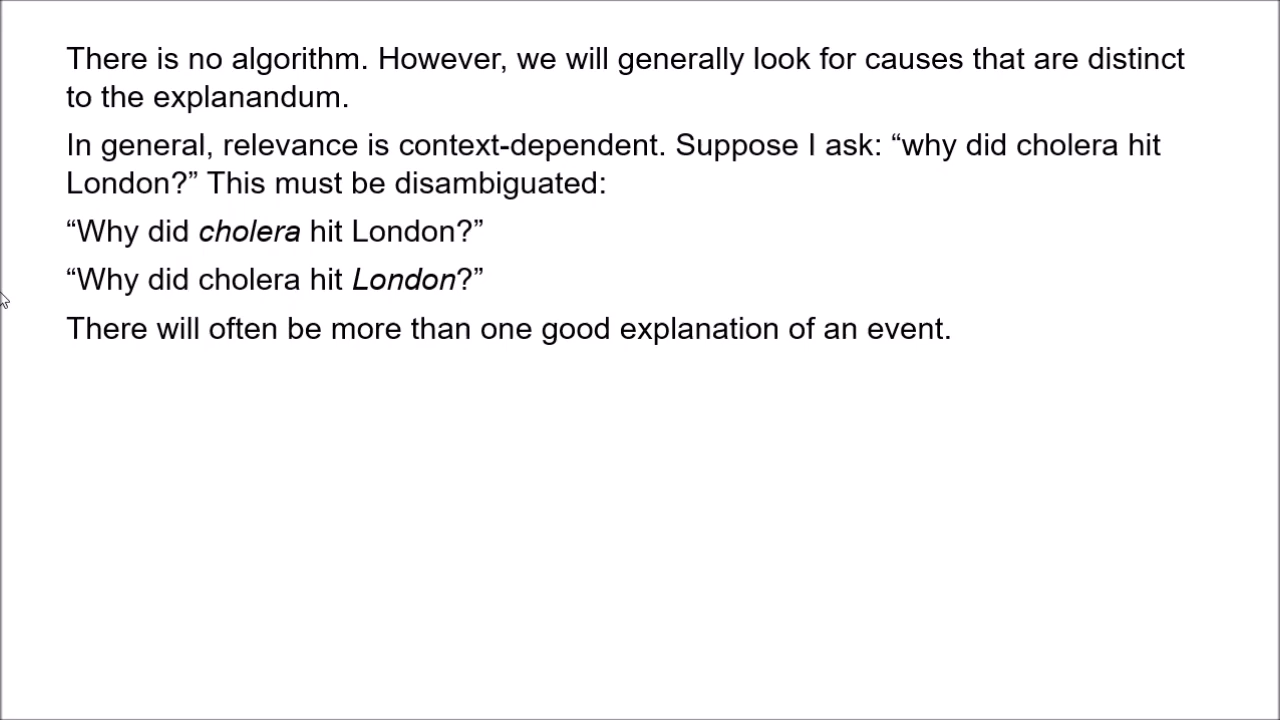 There is no algorithm. However, we will generally look for causes that are distinct
to the explanandum.
In general, relevance is context-dependent. Suppose I ask: “why did cholera hit
London?” This must be disambiguated:
“Why did cholera hit London?”
“Why did cholera hit London?”
There will often be more than one good explanation of an event.